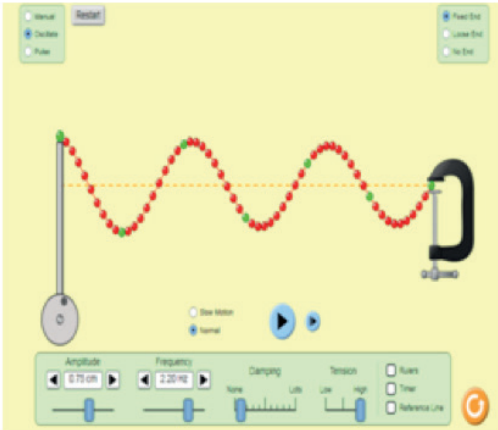 Manual
Oscillate
Pulse
Restart
Fixed End
Loose End
No End
Slow Motion
Normal
Amplitude
0.75 cm
Frequency
2.20 Hz
Damping
None
Lots
Tension
Low
High
Rulers
Timer
Reference Line